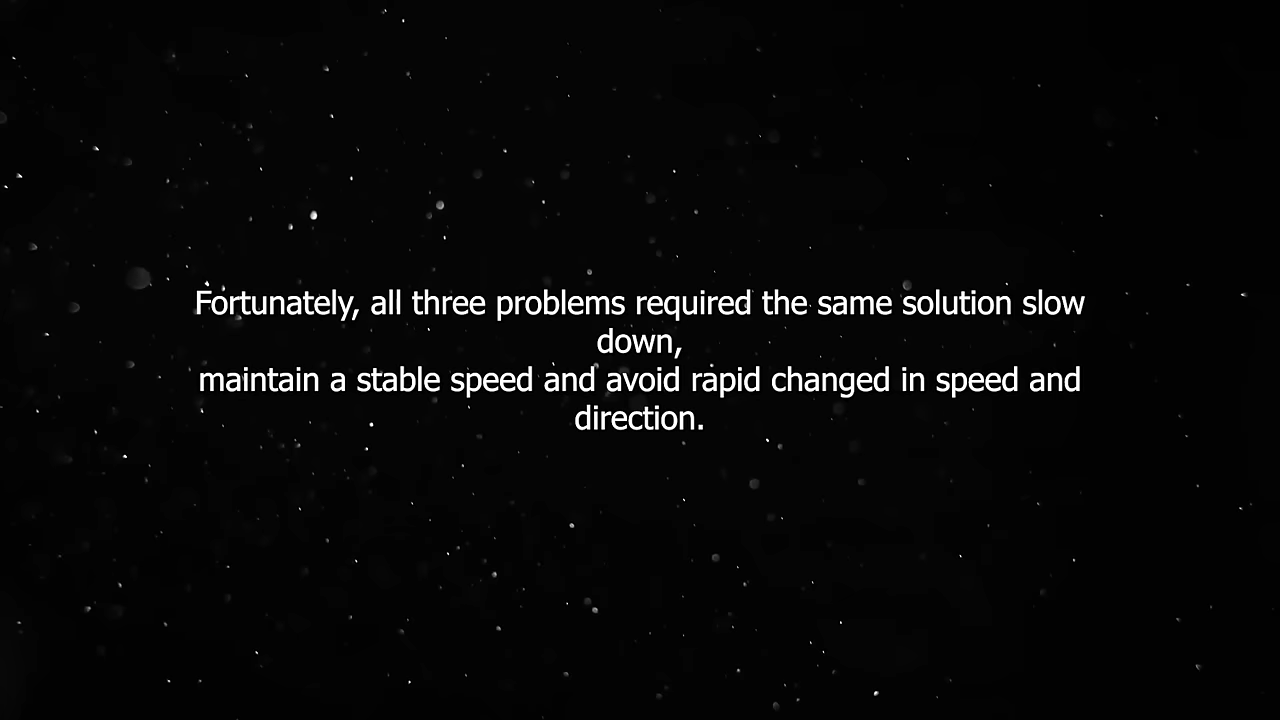 Fortunately, all three problems required the same solution slow
down,
maintain a stable speed and avoid rapid changed in speed and
direction.